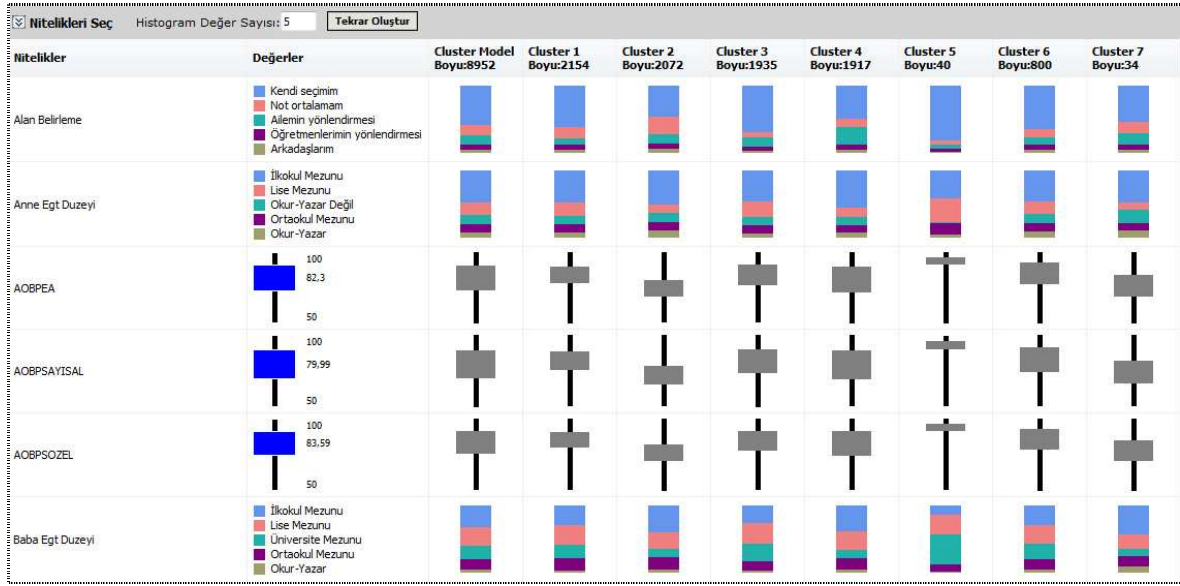 Nitelikleri Seç Histogram Değer Sayısı: 5 Tekrar Oluştur
Nitelikler Değerler Cluster Model Boyu:8952 Cluster 1 Boyu:2154 Cluster 2 Boyu:2072 Cluster 3 Boyu:1935 Cluster 4 Boyu:1917 Cluster 5 Boyu:40 Cluster 6 Boyu:800 Cluster 7 Boyu:34
Alan Belirleme
Kendi seçimim
Not ortalamam
Ailemin yönlendirmesi
Öğretmenlerimin yönlendirmesi
Arkadaşlarım
Anne Egt Duzeyi
İlkokul Mezunu
Lise Mezunu
Okur-Yazar Değil
Ortaokul Mezunu
Okur-Yazar
AOBPEA
100
82,3
50
AOBPSAYISAL
100
79,99
50
AOBPSOZEL
100
83,59
50
Baba Egt Duzeyi
İlkokul Mezunu
Lise Mezunu
Üniversite Mezunu
Ortaokul Mezunu
Okur-Yazar